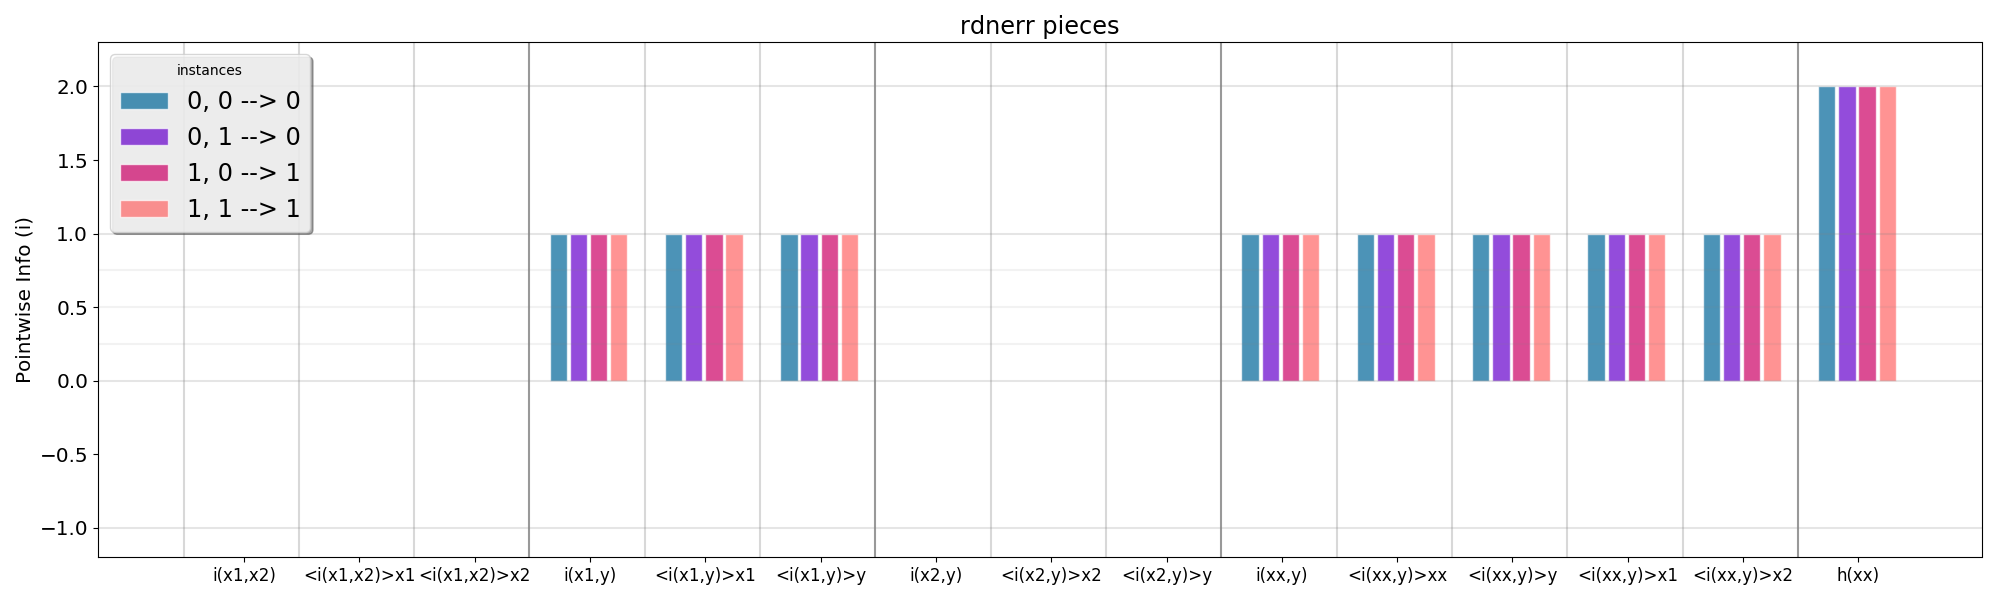 rdnerr pieces
instances
0, 0 --> 0
0, 1 --> 0
1, 0 --> 1
1, 1 --> 1
Pointwise Info (i)
2.0
1.5
1.0
0.5
0.0
−0.5
−1.0
i(x1,x2) <i(x1,x2)>x1 <i(x1,x2)>x2 i(x1,y) <i(x1,y)>x1 <i(x1,y)>y i(x2,y) <i(x2,y)>x2 <i(x2,y)>y i(xx,y) <i(xx,y)>xx <i(xx,y)>y <i(xx,y)>x1 <i(xx,y)>x2 h(xx)